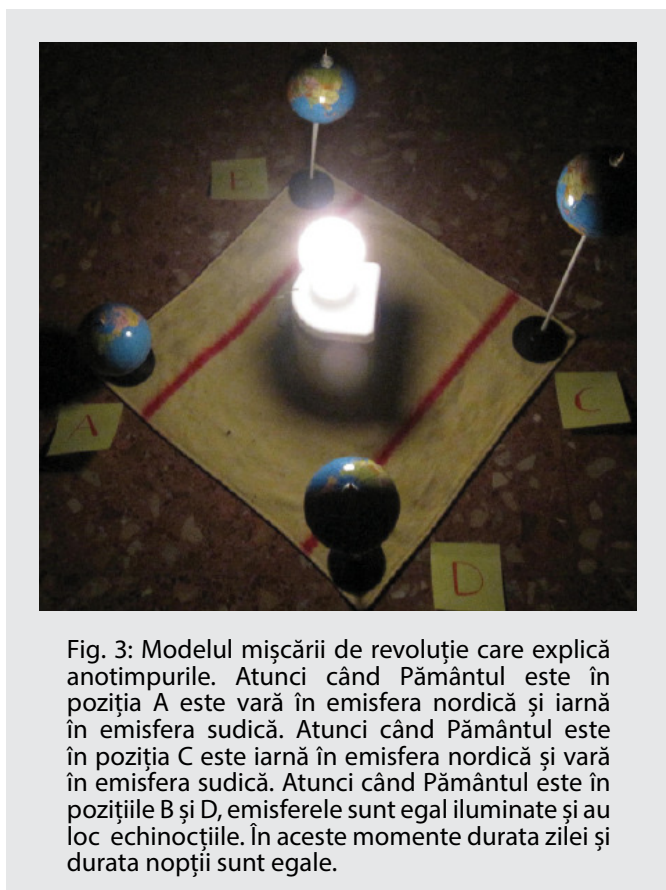 B
C
A
D
Fig. 3: Modelul mișcării de revoluție care explică
anotimpurile. Atunci când Pământul este în
poziția A este vară în emisfera nordică și iarnă
în emisfera sudică. Atunci când Pământul este
în poziția C este iarnă în emisfera nordică și vară
în emisfera sudică. Atunci când Pământul este în
pozițiile B și D, emisferele sunt egal iluminate și au
loc echinocțiile. În aceste momente durata zilei și
durata nopții sunt egale.